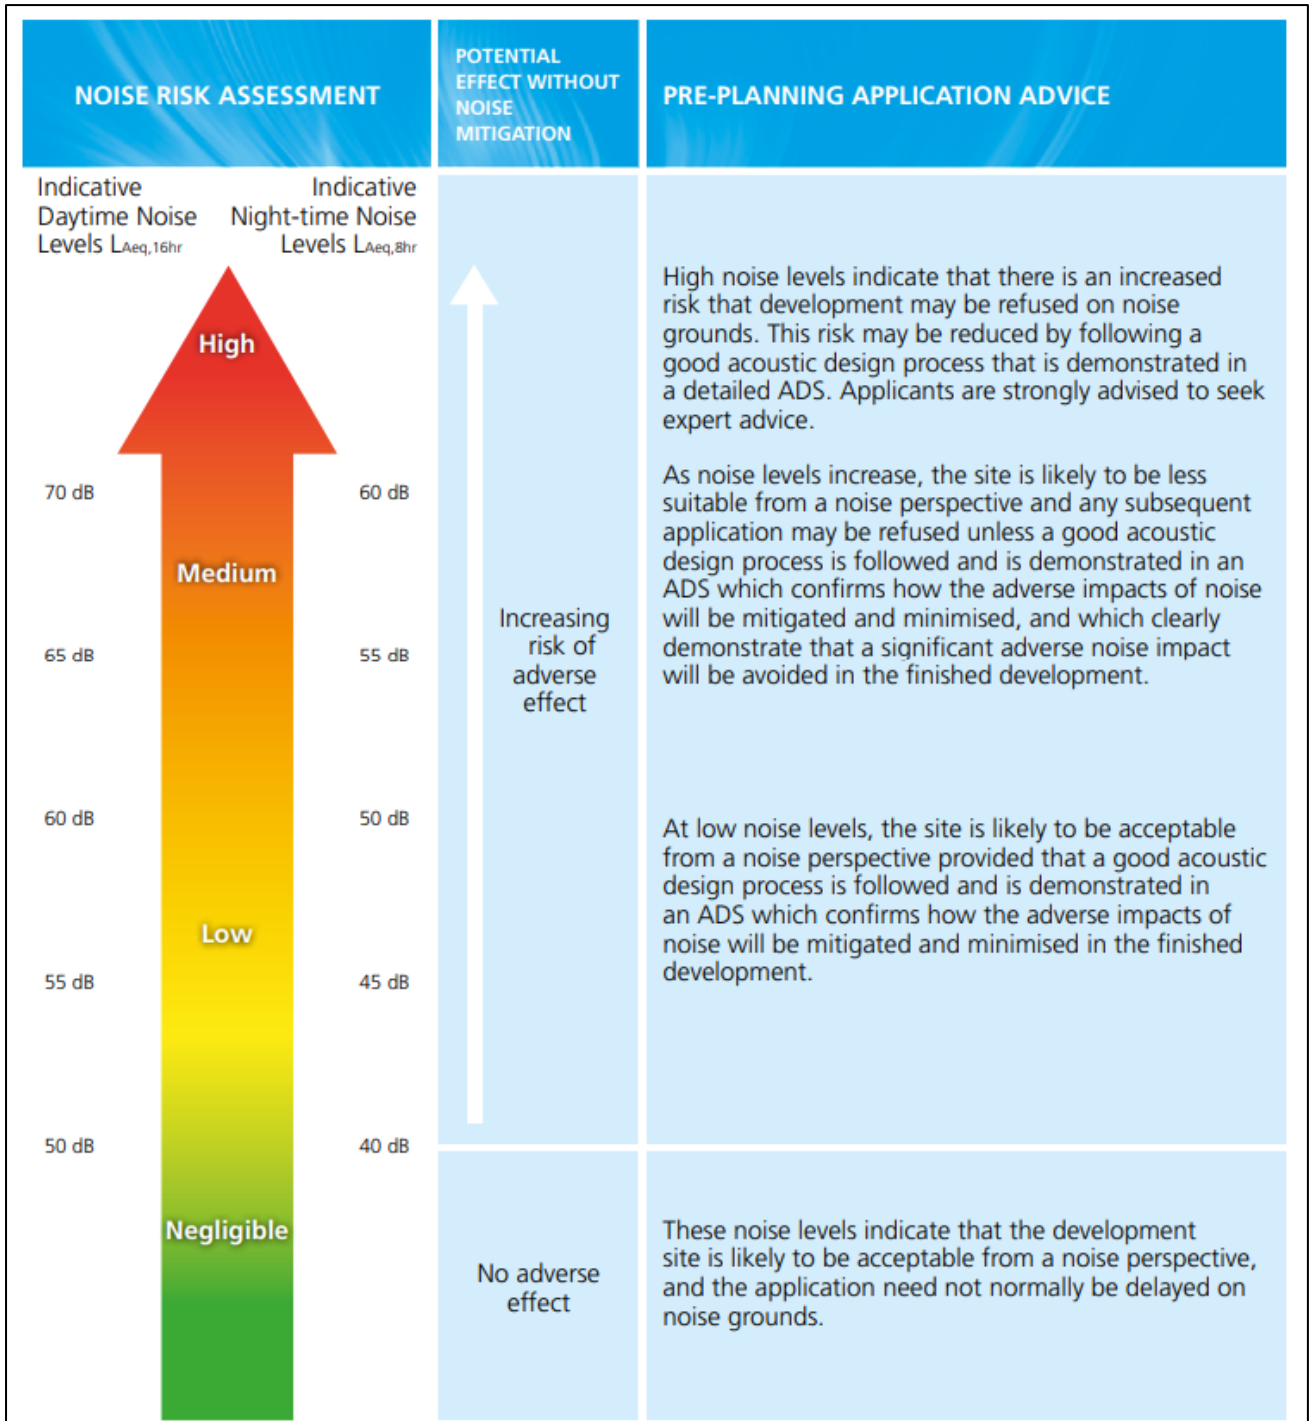 NOISE RISK ASSESSMENT
POTENTIAL
EFFECT WITHOUT
NOISE
MITIGATION
PRE-PLANNING APPLICATION ADVICE
Indicative
Daytime Noise
Levels LAeq,16hr
Indicative
Night-time Noise
Levels LAeq,8hr
High
70 dB
60 dB
Medium
65 dB
55 dB
60 dB
50 dB
Low
55 dB
45 dB
50 dB
40 dB
Negligible
Increasing
risk of
adverse
effect
No adverse
effect
High noise levels indicate that there is an increased
risk that development may be refused on noise
grounds. This risk may be reduced by following a
good acoustic design process that is demonstrated in
a detailed ADS. Applicants are strongly advised to seek
expert advice.
As noise levels increase, the site is likely to be less
suitable from a noise perspective and any subsequent
application may be refused unless a good acoustic
design process is followed and is demonstrated in an
ADS which confirms how the adverse impacts of noise
will be mitigated and minimised, and which clearly
demonstrate that a significant adverse noise impact
will be avoided in the finished development.
At low noise levels, the site is likely to be acceptable
from a noise perspective provided that a good acoustic
design process is followed and is demonstrated in
an ADS which confirms how the adverse impacts of
noise will be mitigated and minimised in the finished
development.
These noise levels indicate that the development
site is likely to be acceptable from a noise perspective,
and the application need not normally be delayed on
noise grounds.